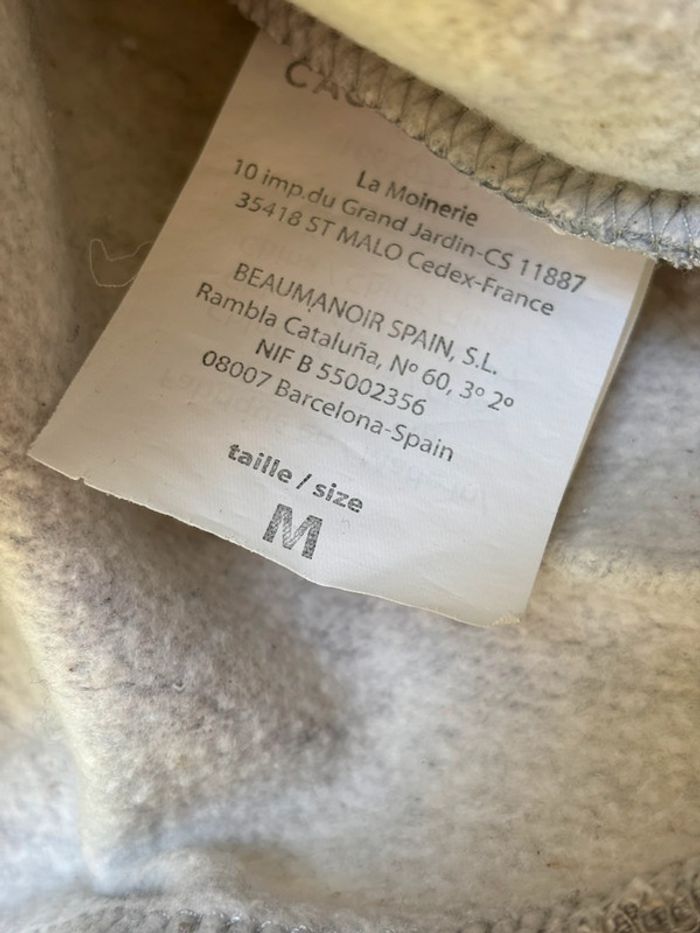 La Moinerie
10 imp.du Grand Jardin-CS 11887
35418 ST MALO Cedex-France
BEAUMANOIR SPAIN, S.L.
Rambla Cataluña, Nº 60, 3º 2º
NIF B 55002356
08007 Barcelona-Spain
taille / size
M